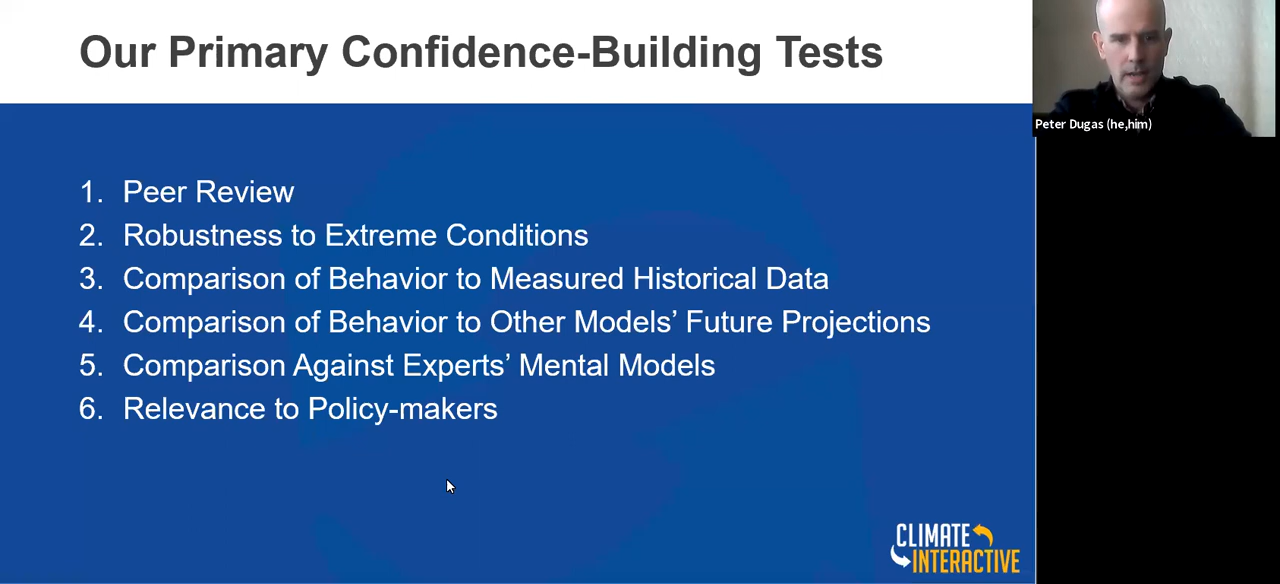 Our Primary Confidence-Building Tests
Peter Dugas (he,him)
1. Peer Review
2. Robustness to Extreme Conditions
3. Comparison of Behavior to Measured Historical Data
4. Comparison of Behavior to Other Models’ Future Projections
5. Comparison Against Experts’ Mental Models
6. Relevance to Policy-makers
CLIMATE
INTERACTIVE